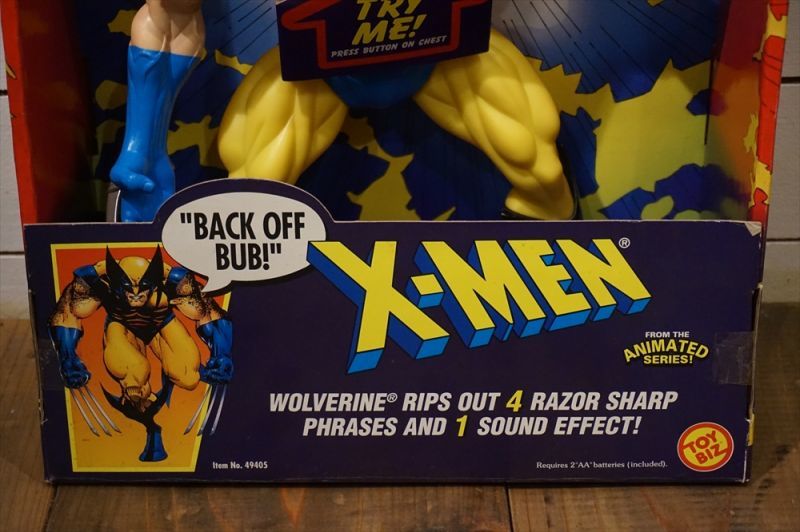 TRY
ME!
PRESS BUTTON ON CHEST
"BACK OFF
BUB!"
X-MEN®
FROM THE
ANIMATED
SERIES!
WOLVERINE® RIPS OUT 4 RAZOR SHARP
PHRASES AND 1 SOUND EFFECT!
Item No. 49405
Requires 2"AA" batteries (included).
TOY
BIZ